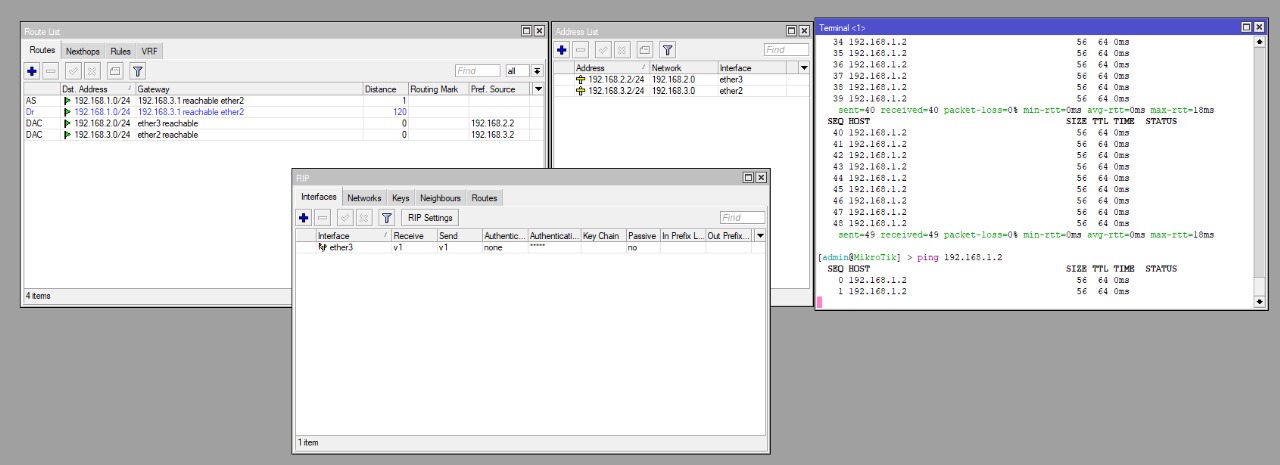 Route List
Routes Nexthops Rules VRF
Find all
Dst. Address Gateway Distance Routing Mark Pref. Source
AS 192.168.1.0/24 192.168.3.1 reachable ether2 1
Dr 192.168.1.0/24 192.168.3.1 reachable ether2 120
DAC 192.168.2.0/24 ether3 reachable 0 192.168.2.2
DAC 192.168.3.0/24 ether2 reachable 0 192.168.3.2
4 items
Address List
Find
Address Network Interface
192.168.2.2/24 192.168.2.0 ether3
192.168.3.2/24 192.168.3.0 ether2
Terminal <1>
34 192.168.1.2 56 64 0ms
35 192.168.1.2 56 64 0ms
36 192.168.1.2 56 64 0ms
37 192.168.1.2 56 64 0ms
38 192.168.1.2 56 64 0ms
39 192.168.1.2 56 64 0ms
sent=40 received=40 packet-loss=0% min-rtt=0ms avg-rtt=0ms max-rtt=18ms
SEQ HOST SIZE TTL TIME STATUS
40 192.168.1.2 56 64 0ms
41 192.168.1.2 56 64 0ms
42 192.168.1.2 56 64 0ms
43 192.168.1.2 56 64 0ms
44 192.168.1.2 56 64 0ms
45 192.168.1.2 56 64 0ms
46 192.168.1.2 56 64 0ms
47 192.168.1.2 56 64 0ms
48 192.168.1.2 56 64 0ms
sent=49 received=49 packet-loss=0% min-rtt=0ms avg-rtt=0ms max-rtt=18ms
[admin@MikroTik] > ping 192.168.1.2
SEQ HOST SIZE TTL TIME STATUS
0 192.168.1.2 56 64 0ms
1 192.168.1.2 56 64 0ms
RIP
Interfaces Networks Keys Neighbours Routes
RIP Settings Find
Interface Receive Send Authentic... Authenticati... Key Chain Passive In Prefix L... Out Prefix...
ether3 v1 v1 none ***** no
1 item